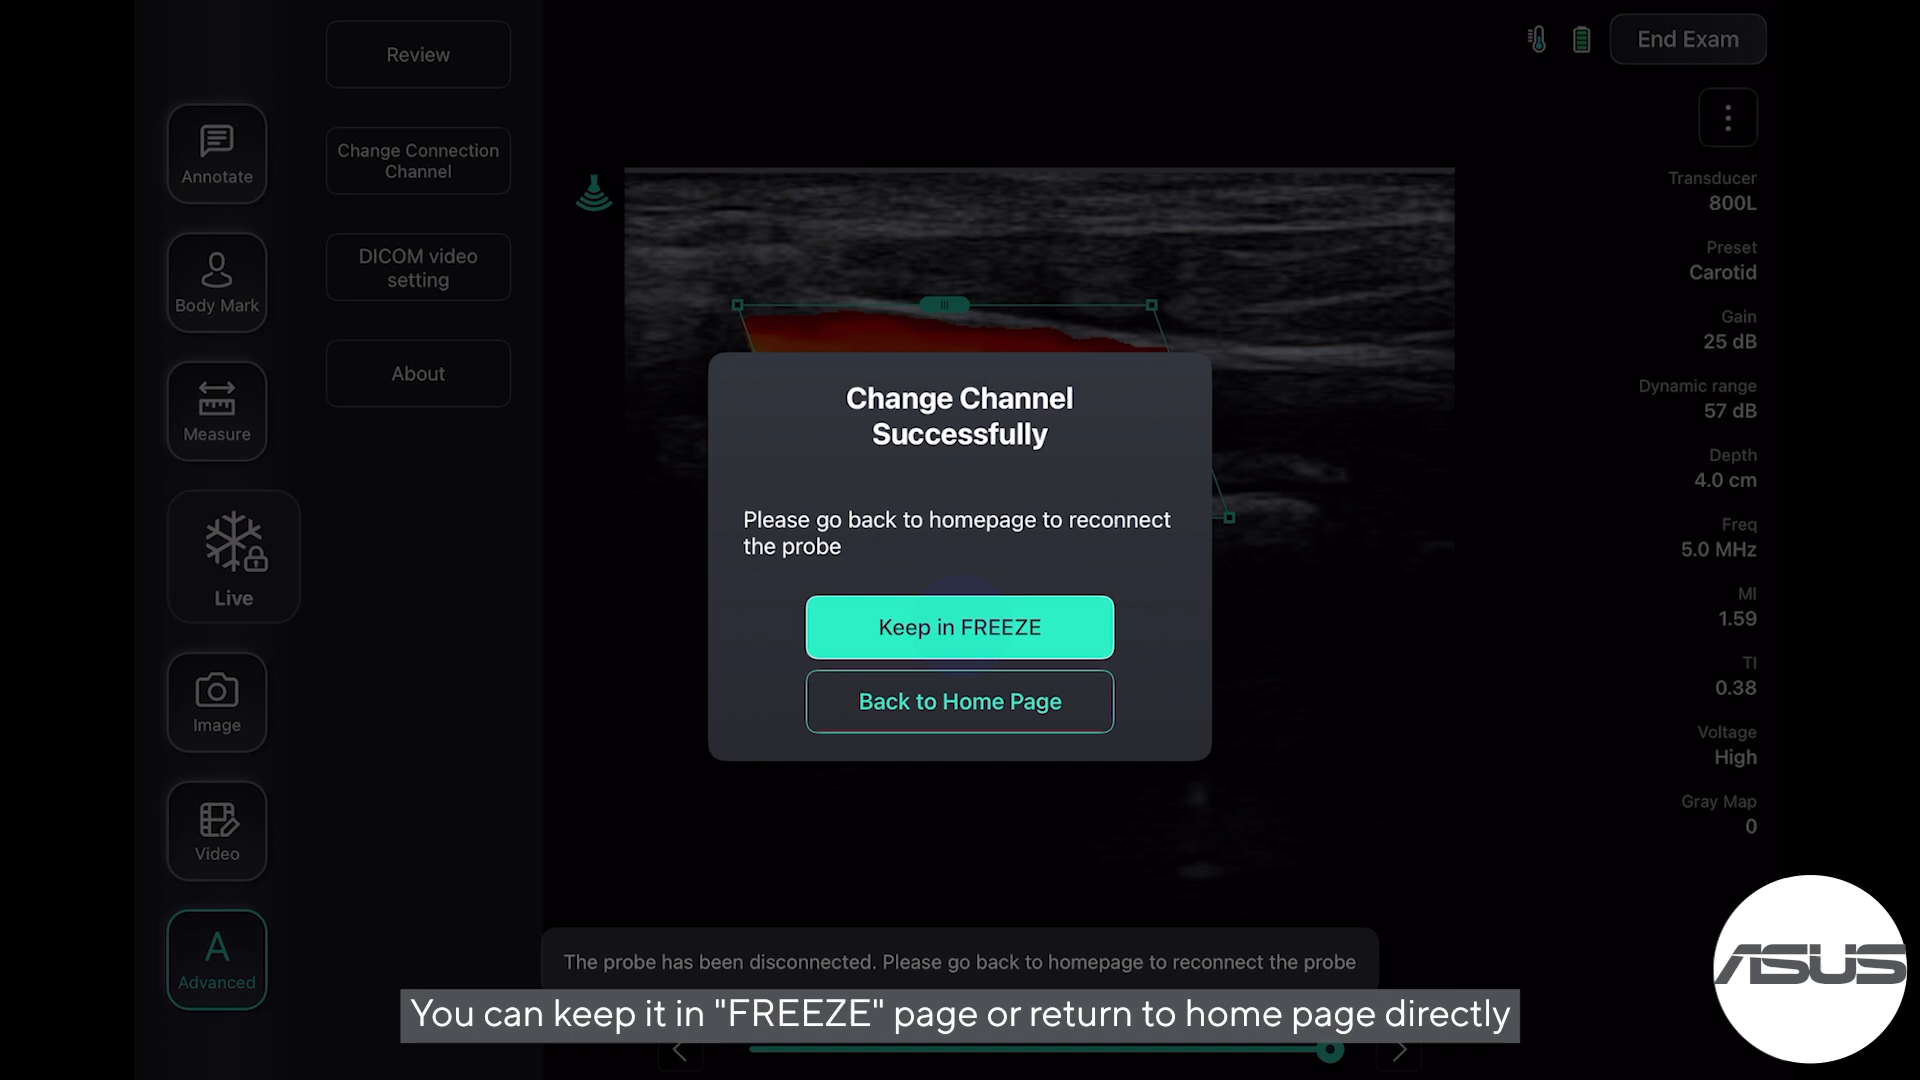 Review
Change Connection
Channel
DICOM video
setting
About
Annotate
Body Mark
Measure
Live
Image
Video
A
Advanced
End Exam
Transducer
800L
Preset
Carotid
Gain
25 dB
Dynamic range
57 dB
Depth
4.0 cm
Freq
5.0 MHz
MI
1.59
TI
0.38
Voltage
High
Gray Map
0
Change Channel
Successfully
Please go back to homepage to reconnect
the probe
Keep in FREEZE
Back to Home Page
The probe has been disconnected. Please go back to homepage to reconnect the probe
You can keep it in "FREEZE" page or return to home page directly
ASUS